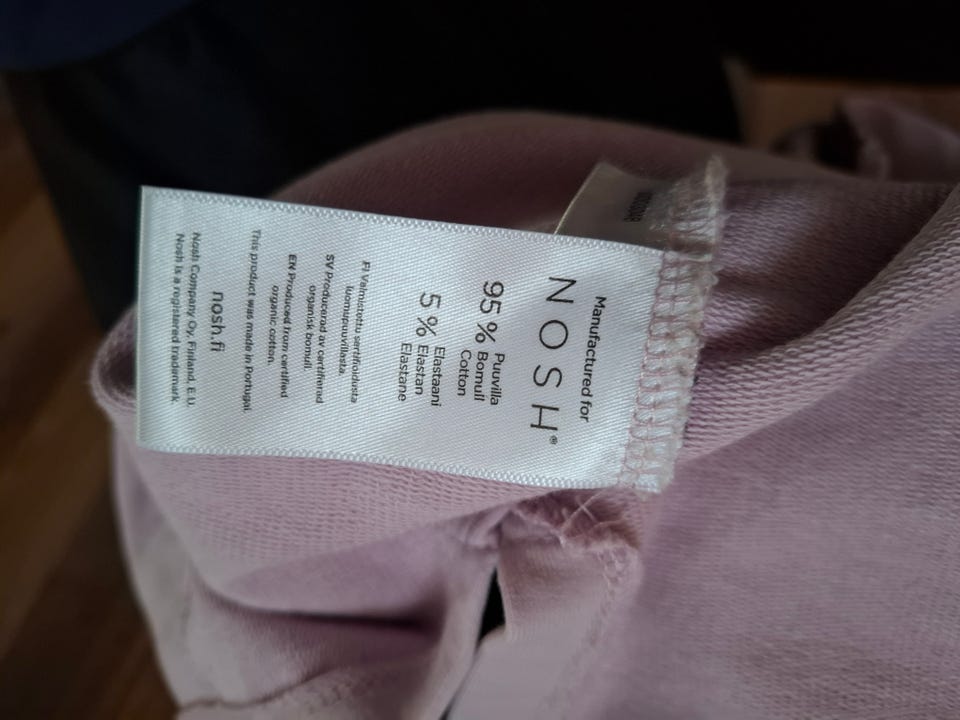 Manufactured for
NOSH®
95 % Puuvilla
Bomull
Cotton
5 % Elastaani
Elastan
Elastane
FI Valmistettu sertifioidusta
luomupuuvillasta.
SV Producerad av certifierad
organisk bomull.
EN Produced from certified
organic cotton.
This product was made in Portugal.
nosh.fi
Nosh Company Oy, Finland, E.U.
Nosh is a registered trademark